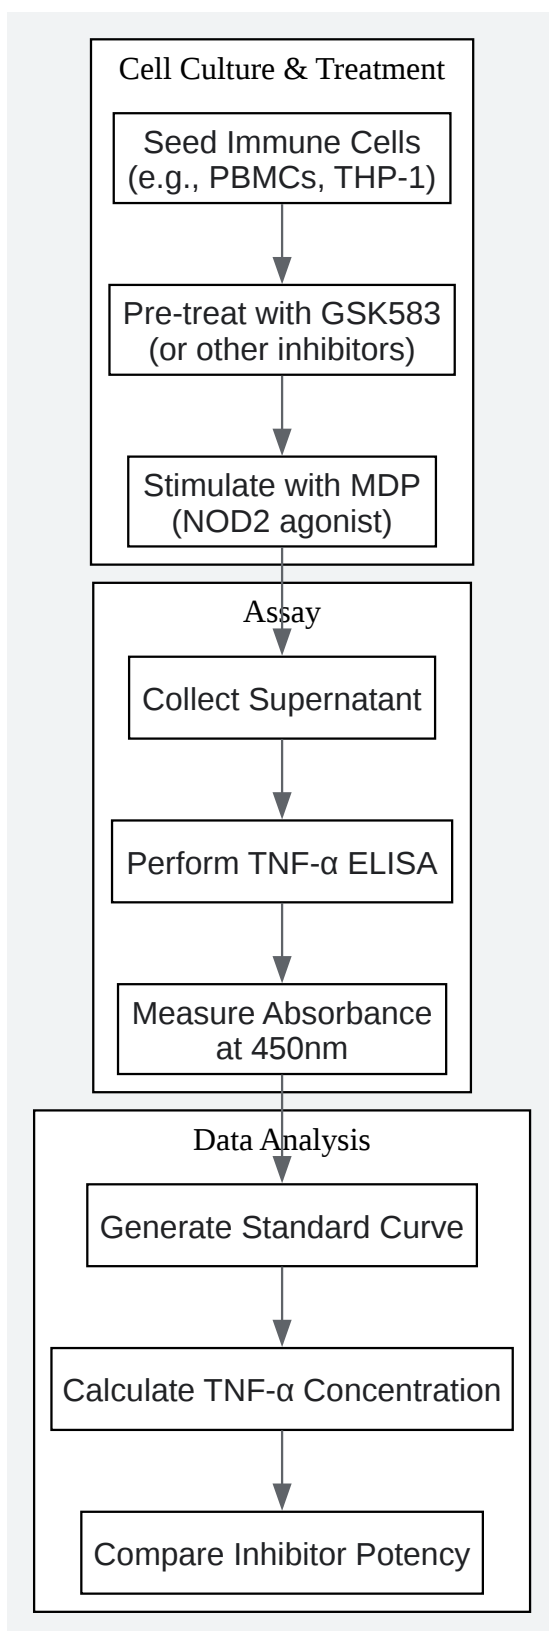 Cell Culture & Treatment
Seed Immune Cells
(e.g., PBMCs, THP-1)
Pre-treat with GSK583
(or other inhibitors)
Stimulate with MDP
(NOD2 agonist)
Assay
Collect Supernatant
Perform TNF-α ELISA
Measure Absorbance
at 450nm
Data Analysis
Generate Standard Curve
Calculate TNF-α Concentration
Compare Inhibitor Potency